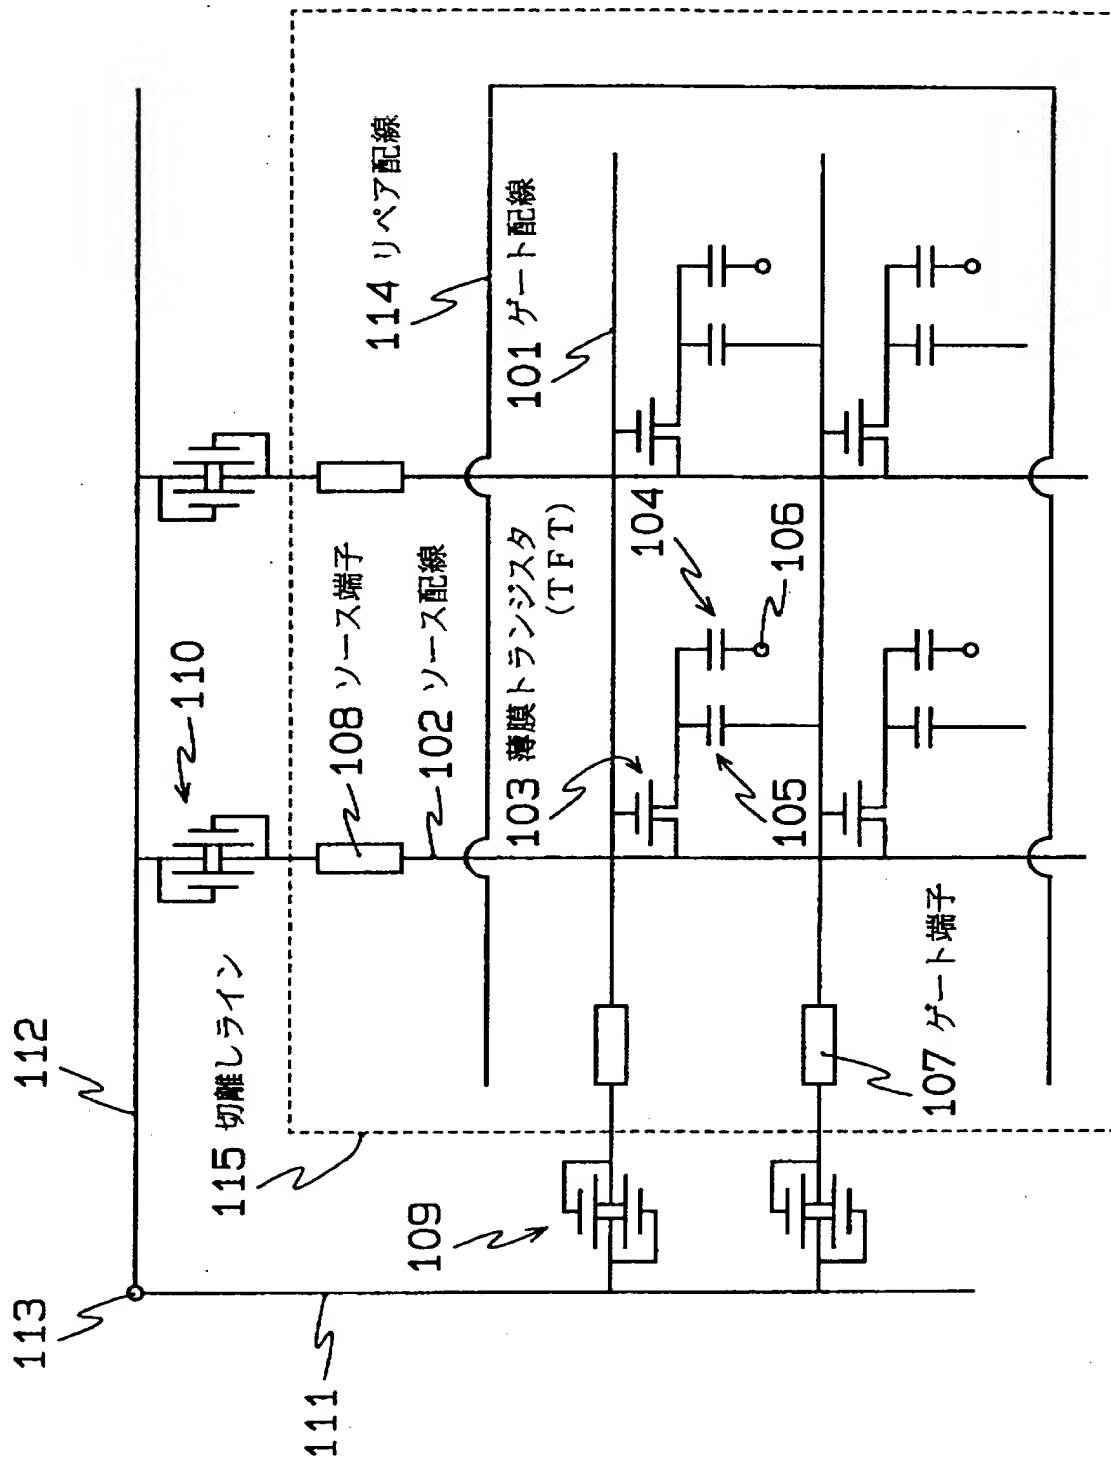 113
112
111
115 切離しライン
109
110
108 ソース端子
102 ソース配線
103 薄膜トランジスタ
(TFT)
104
105
106
107 ゲート端子
114 リペア配線
101 ゲート配線